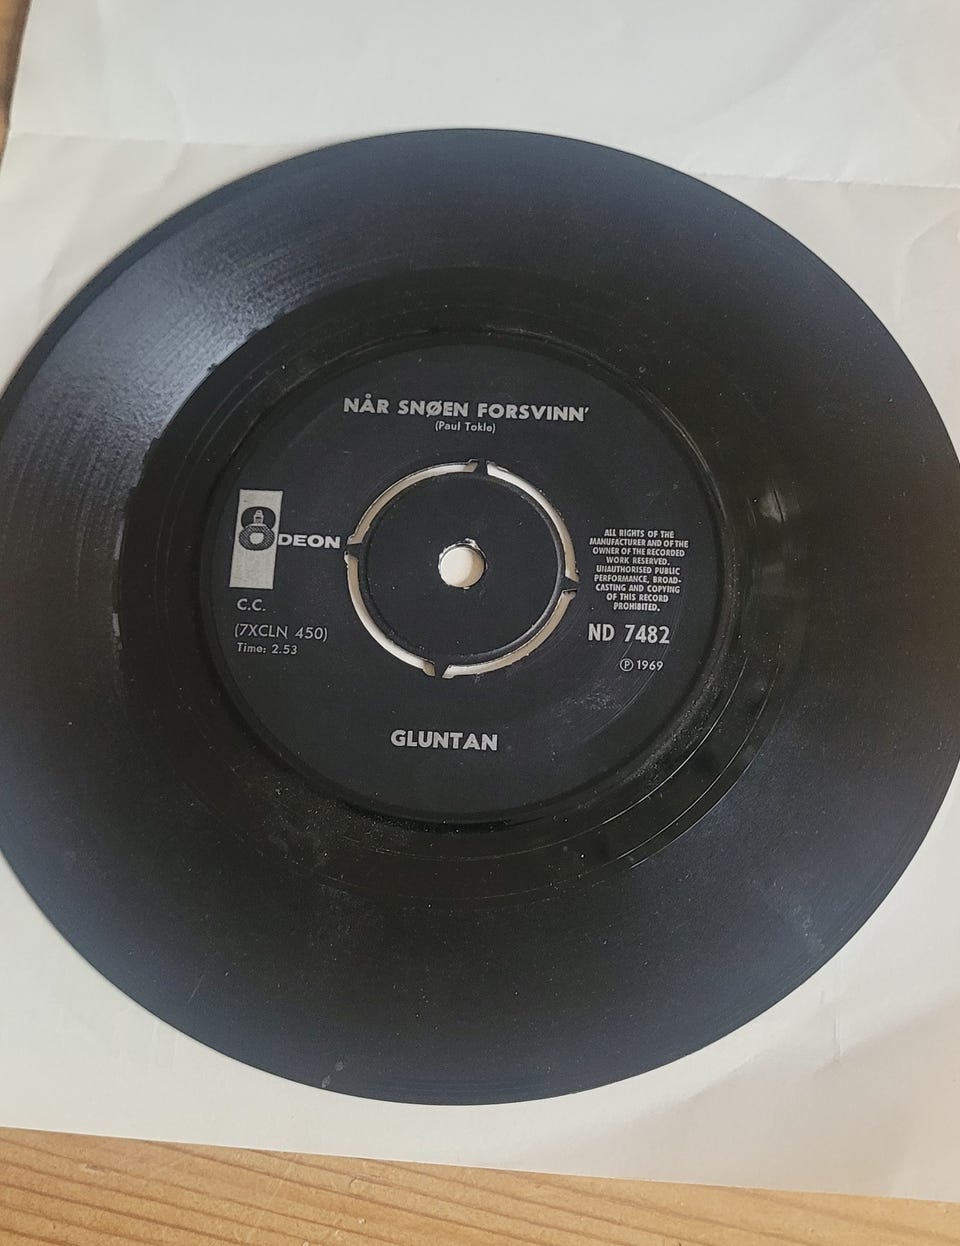 NÅR SNØEN FORSVINN'
(Paul Tokle)
ODEON
C.C.
(7XCLN 450)
Time: 2.53
ALL RIGHTS OF THE
MANUFACTURER AND OF THE
OWNER OF THE RECORDED
WORK RESERVED.
UNAUTHORISED PUBLIC
PERFORMANCE, BROAD-
CASTING AND COPYING
OF THIS RECORD
PROHIBITED.
ND 7482
Ⓟ 1969
GLUNTAN